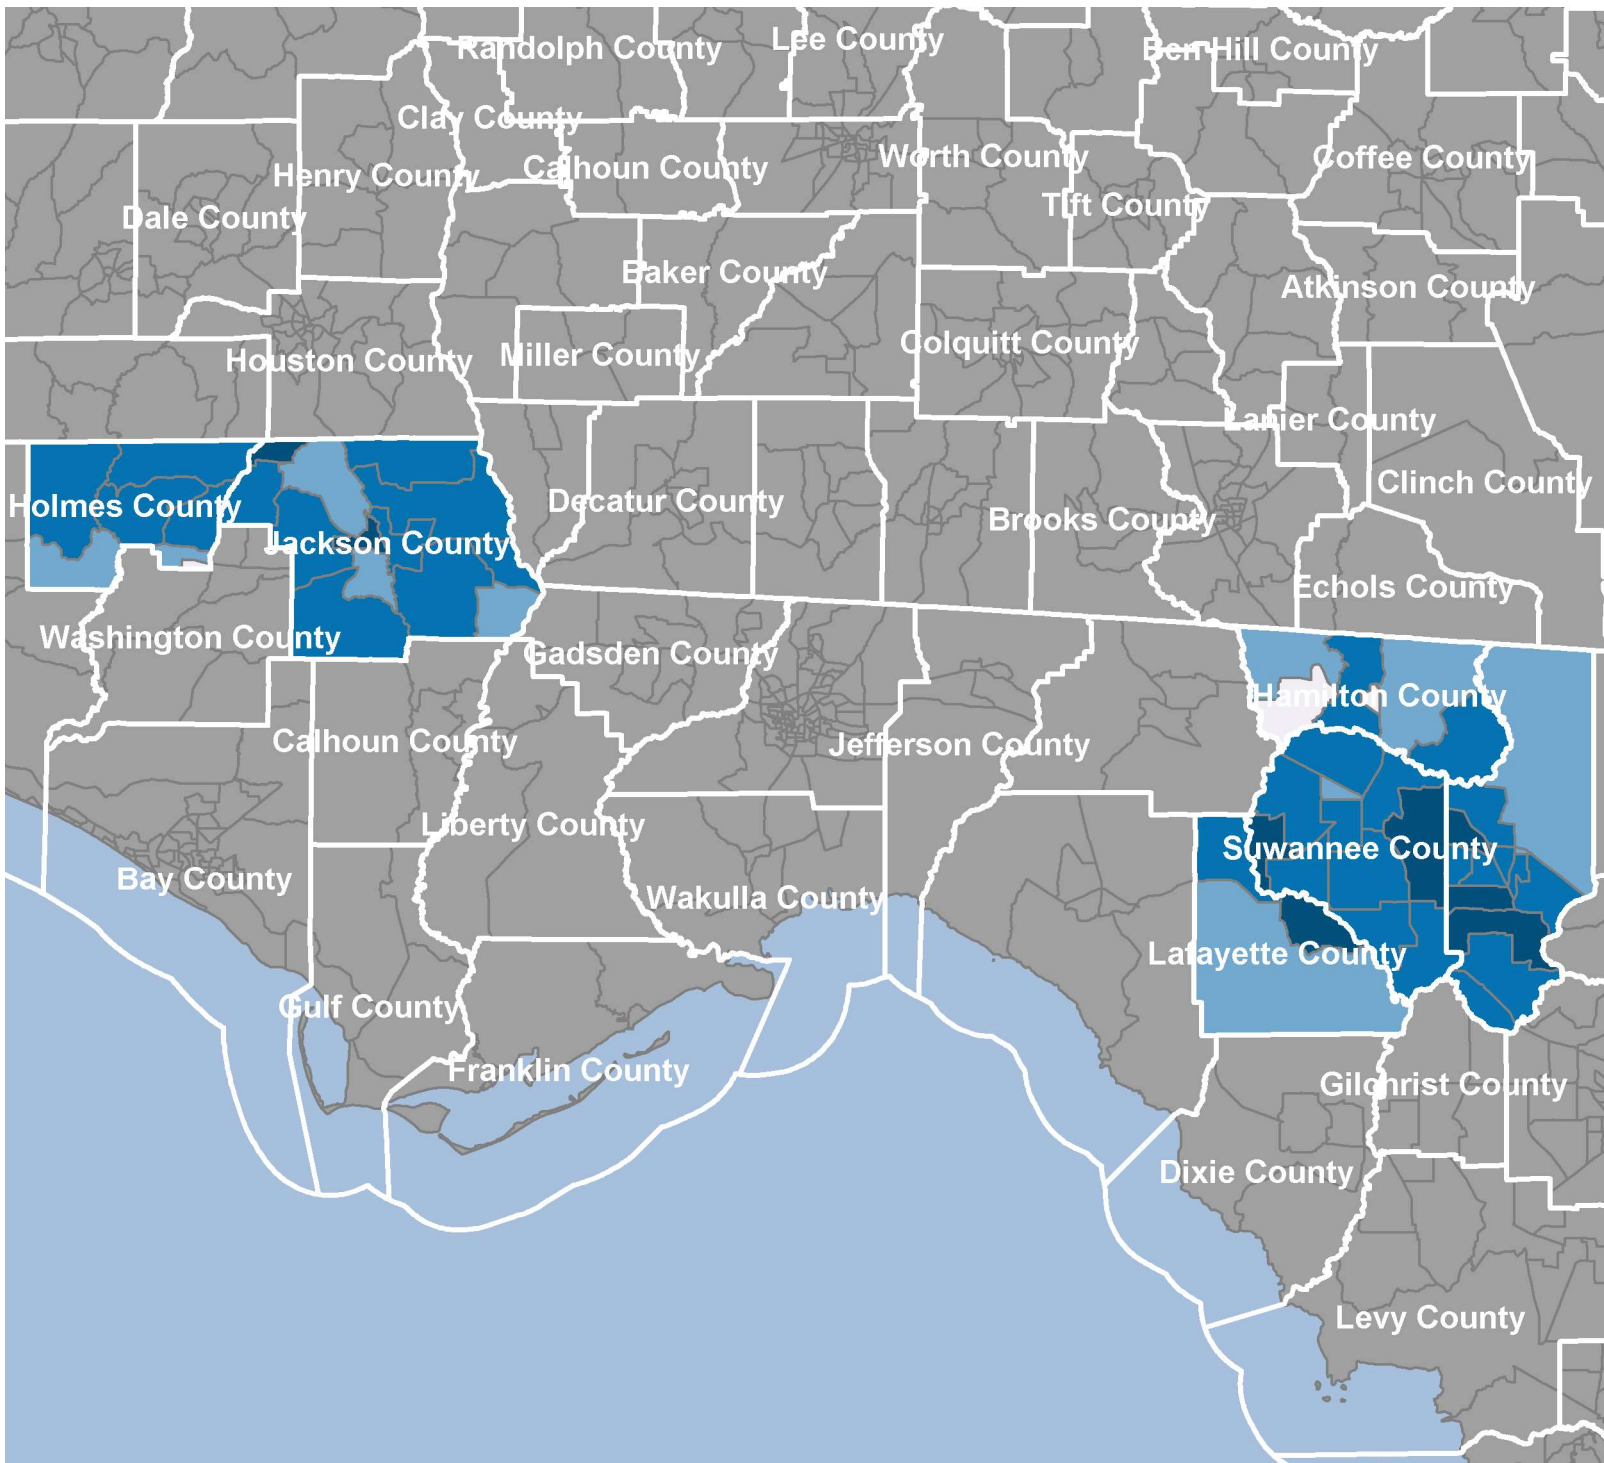 Randolph County
Lee County
Ben Hill County
Clay County
Calhoun County
Worth County
Coffee County
Henry County
Dale County
Tift County
Baker County
Atkinson County
Houston County
Miller County
Colquitt County
Lanier County
Clinch County
Holmes County
Decatur County
Brooks County
Jackson County
Echols County
Washington County
Gadsden County
Hamilton County
Calhoun County
Jefferson County
Liberty County
Suwannee County
Bay County
Wakulla County
Lafayette County
Gulf County
Franklin County
Gilchrist County
Dixie County
Levy County